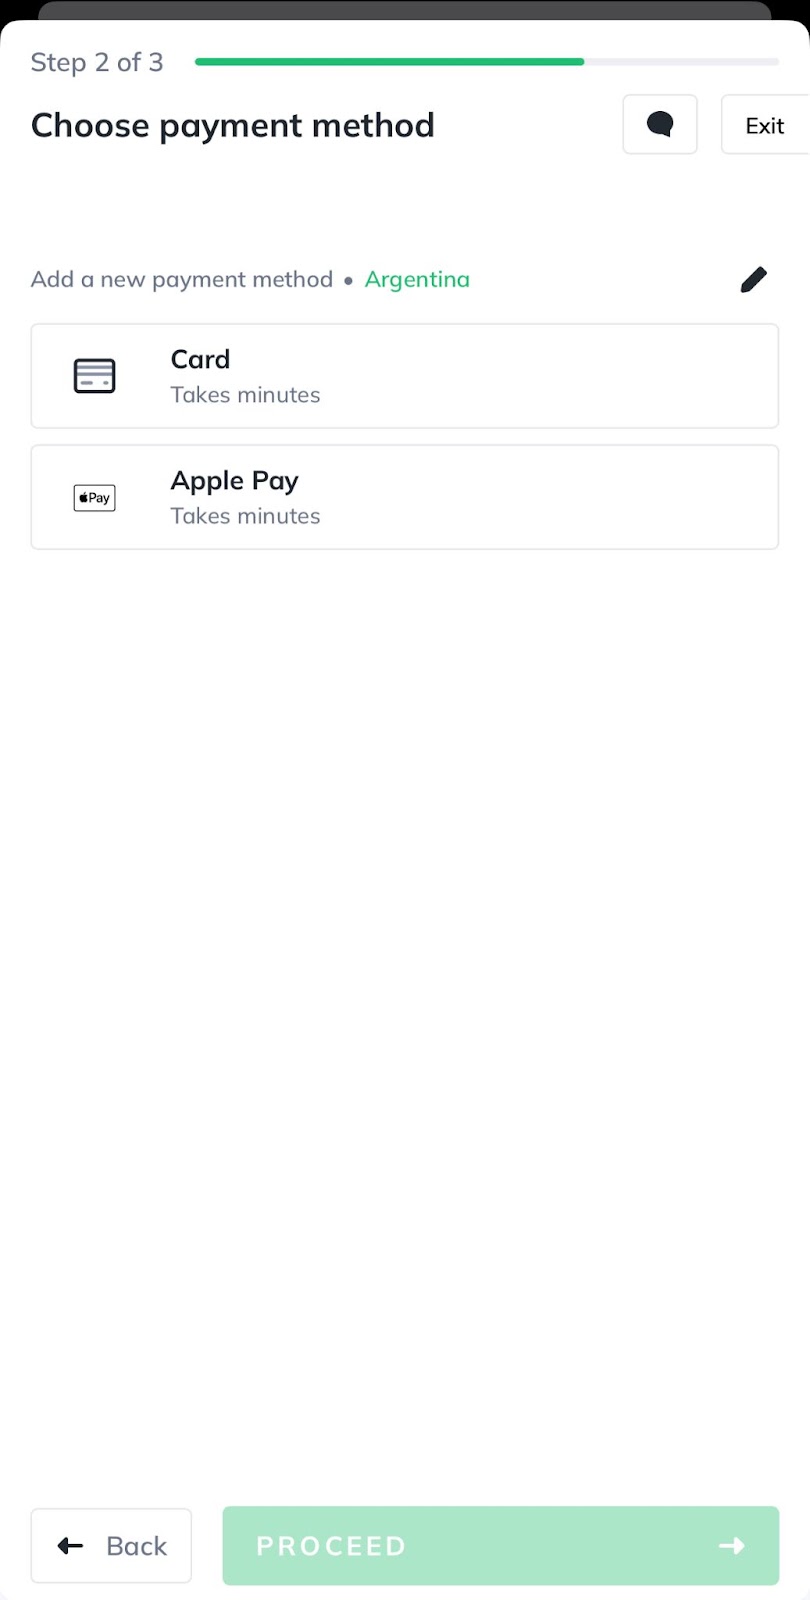 Step 2 of 3
Choose payment method
Exit
Add a new payment method • Argentina
Card
Takes minutes
Pay
Apple Pay
Takes minutes
Back
PROCEED